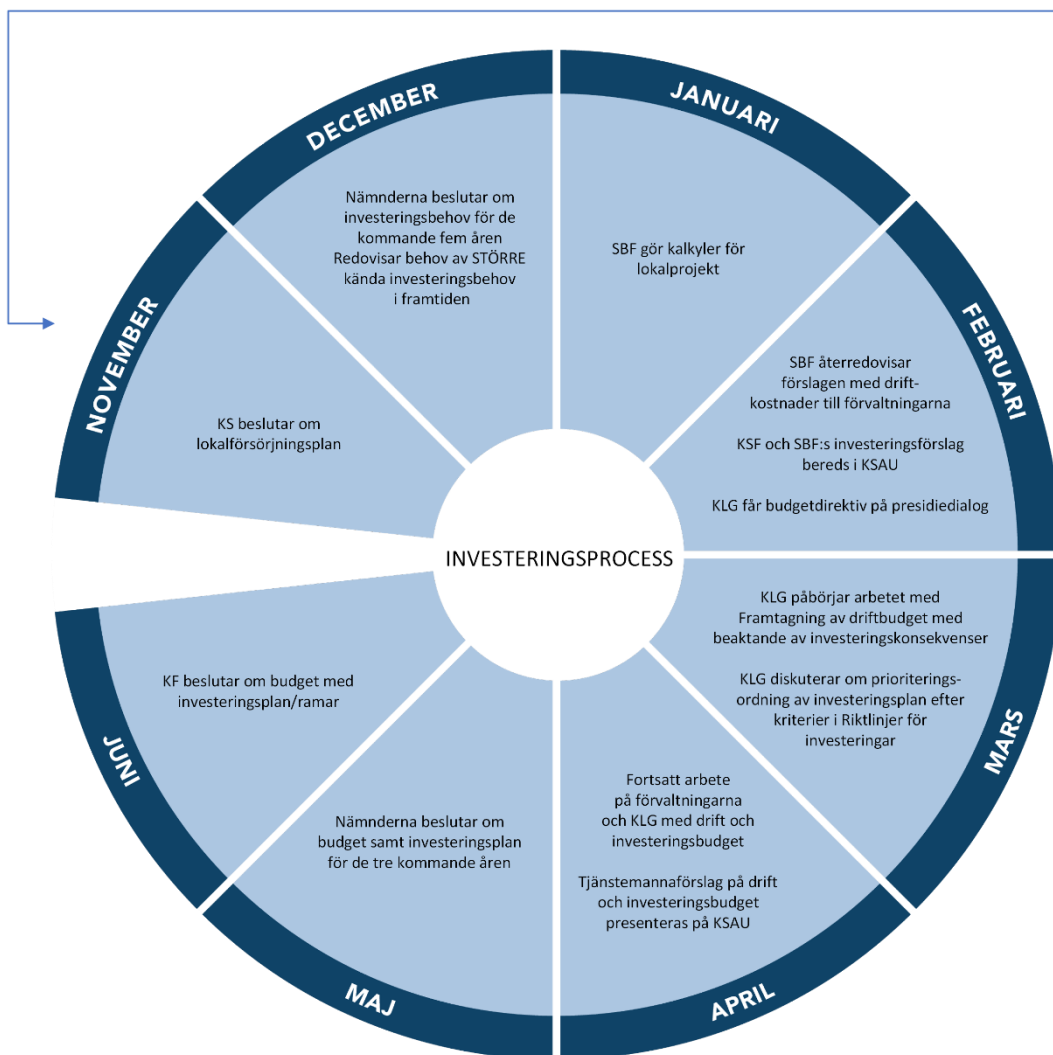 INVESTERINGSPROCESS
JANUARI
SBF gör kalkyler för
lokalprojekt
FEBRUARI
SBF återredovisar
förslagen med drift-
kostnader till förvaltningarna
KSF och SBF:s investeringsförslag
bereds i KSAU
KLG får budgetdirektiv på presidiedialog
MARS
KLG påbörjar arbetet med
Framtagning av driftbudget med
beaktande av investeringskonsekvenser
KLG diskuterar om prioriterings-
ordning av investeringsplan efter
kriterier i Riktlinjer för
investeringar
APRIL
Fortsatt arbete
på förvaltningarna
och KLG med drift och
investeringsbudget
Tjänstemannaförslag på drift
och investeringsbudget
presenteras på KSAU
MAJ
Nämnderna beslutar om
budget samt investeringsplan
för de tre kommande åren
JUNI
KF beslutar om budget med
investeringsplan/ramar
NOVEMBER
KS beslutar om
lokalförsörjningsplan
DECEMBER
Nämnderna beslutar om
investeringsbehov för de
kommande fem åren
Redovisar behov av STÖRRE
kända investeringsbehov
i framtiden